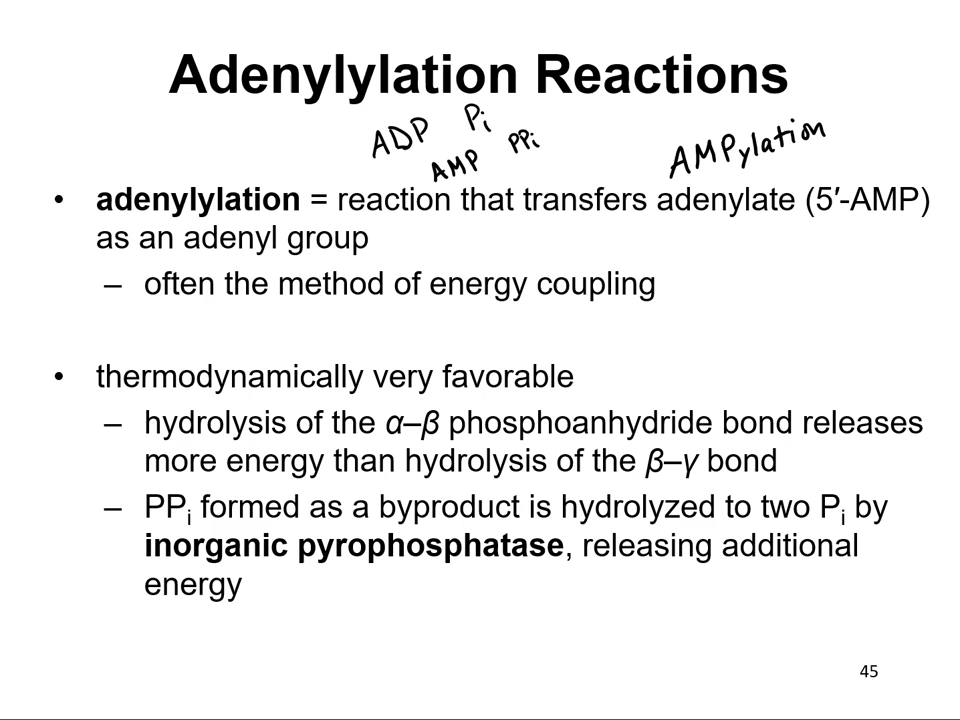 Adenylylation Reactions
ADP Pi
AMP PPi
AMPylation
• adenylylation = reaction that transfers adenylate (5′-AMP)
as an adenyl group
– often the method of energy coupling
• thermodynamically very favorable
– hydrolysis of the α–β phosphoanhydride bond releases
more energy than hydrolysis of the β–γ bond
– PPi formed as a byproduct is hydrolyzed to two Pi by
inorganic pyrophosphatase, releasing additional
energy
45